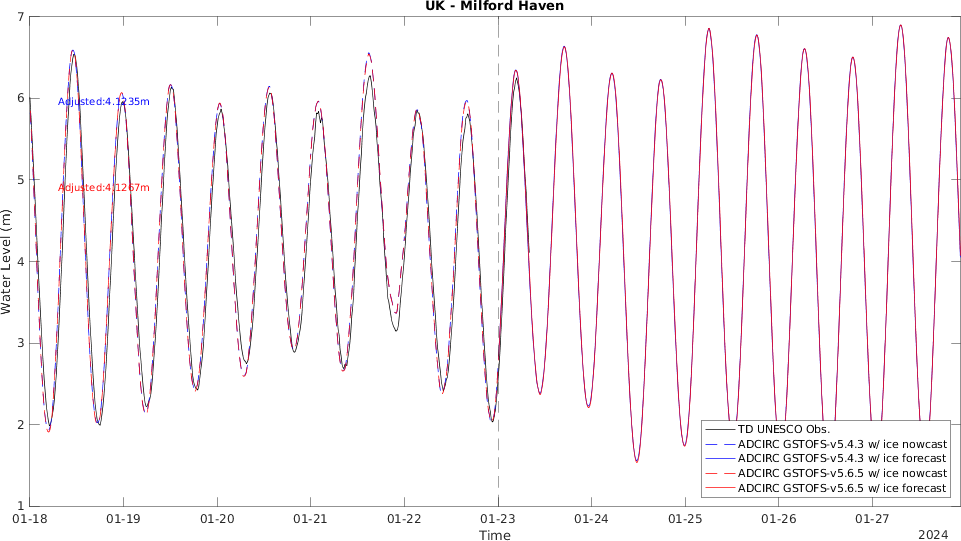 UK - Milford Haven
7
6
5
4
3
2
1
Water Level (m)
Adjusted:4.1235m
Adjusted:4.1267m
TD UNESCO Obs.
ADCIRC GSTOFS-v5.4.3 w/ ice nowcast
ADCIRC GSTOFS-v5.4.3 w/ ice forecast
ADCIRC GSTOFS-v5.6.5 w/ ice nowcast
ADCIRC GSTOFS-v5.6.5 w/ ice forecast
01-18 01-19 01-20 01-21 01-22 01-23 01-24 01-25 01-26 01-27
Time
2024